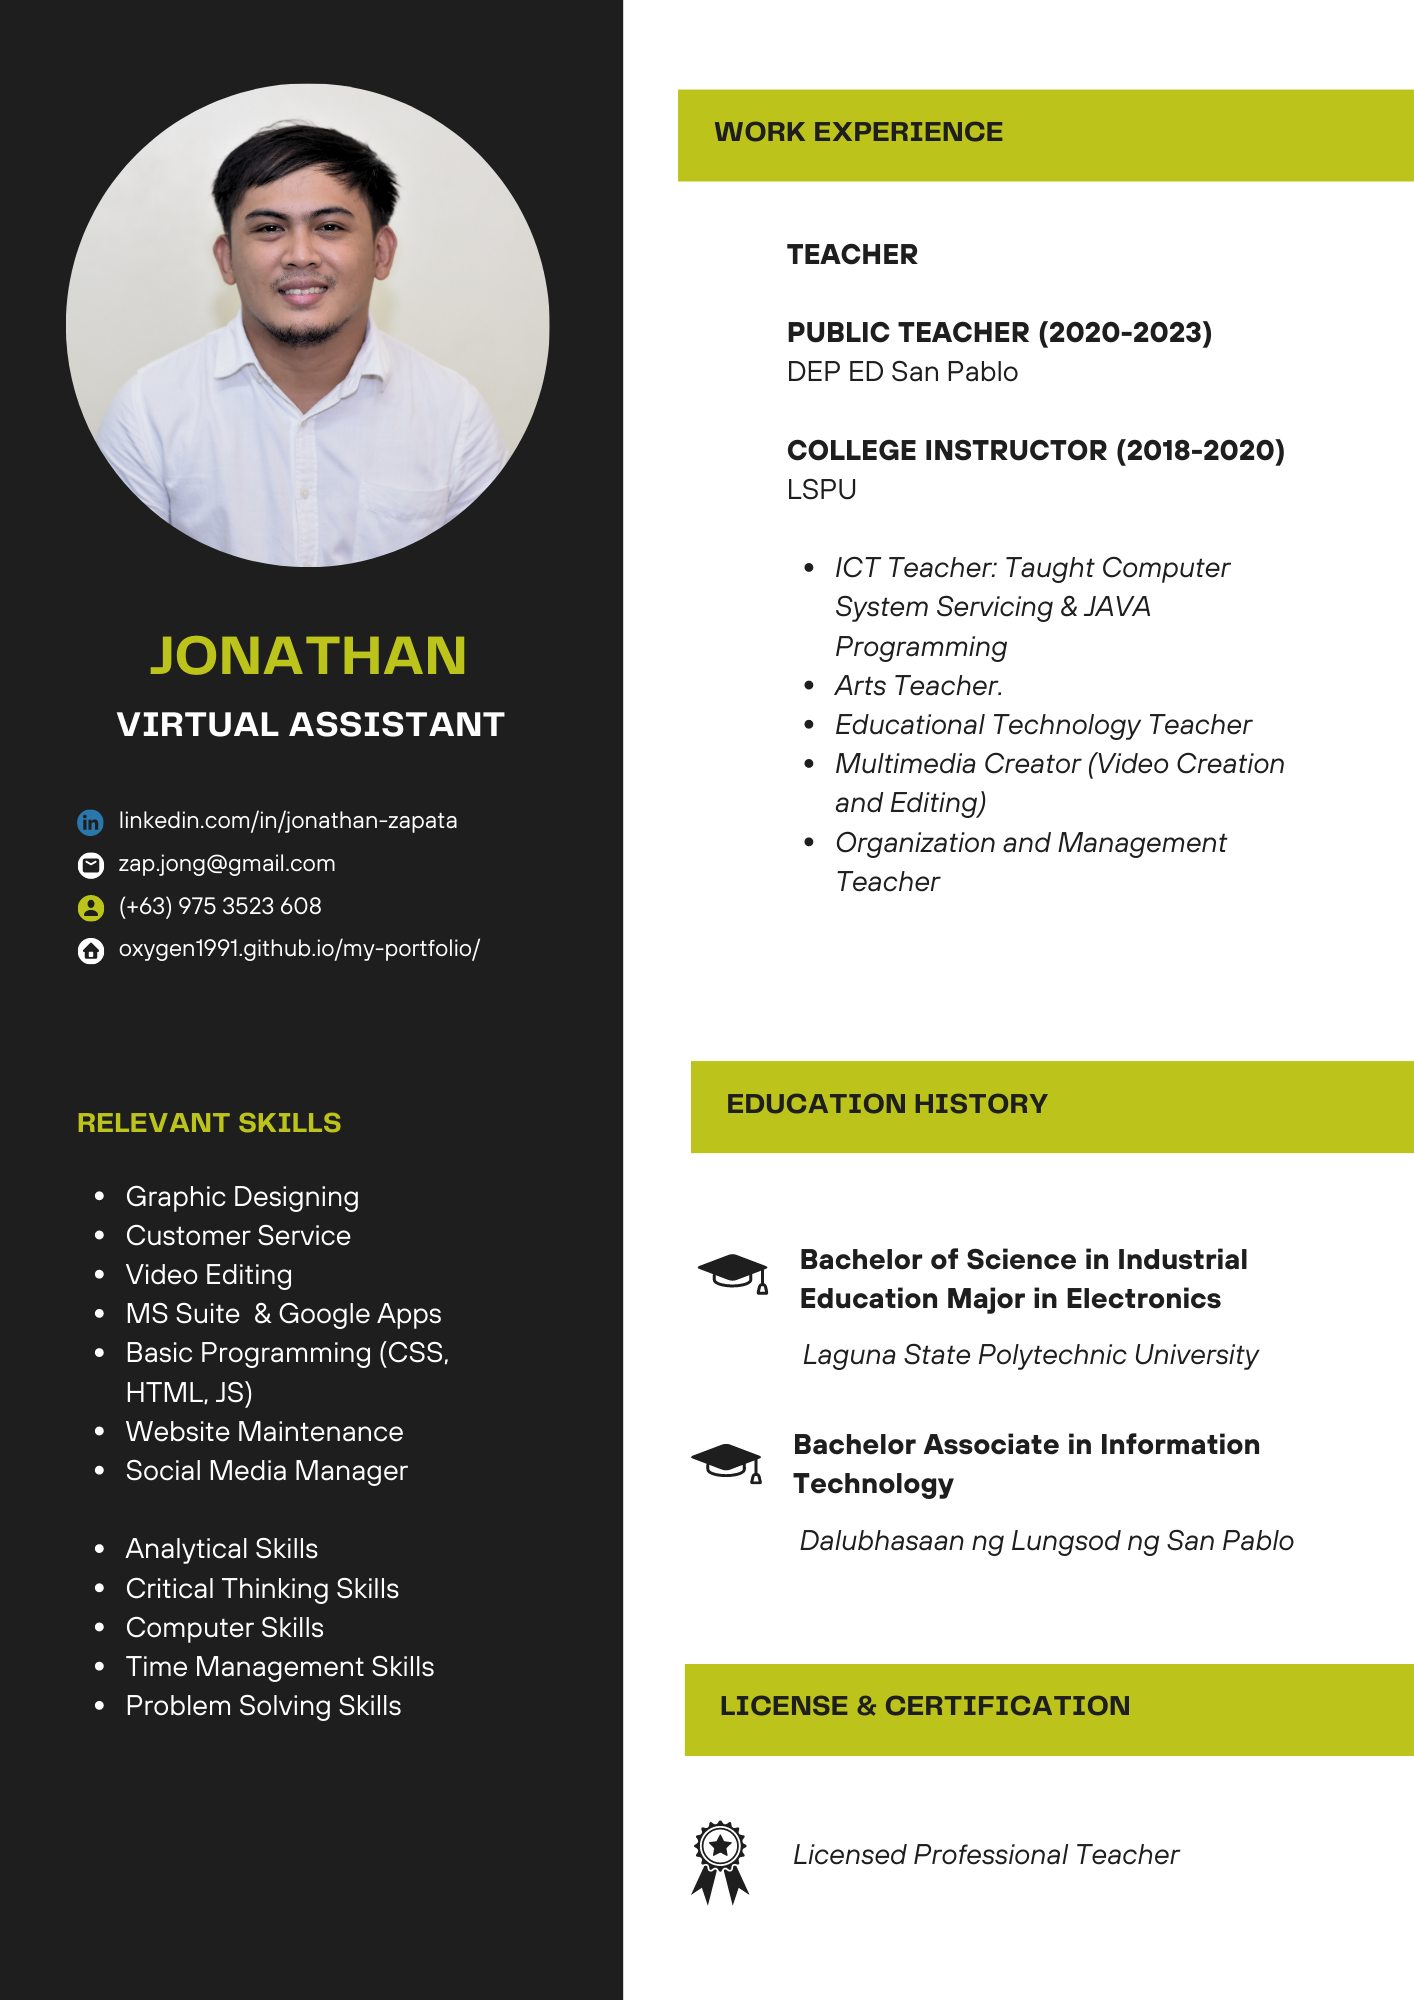 JONATHAN
VIRTUAL ASSISTANT
linkedin.com/in/jonathan-zapata
zap.jong@gmail.com
(+63) 975 3523 608
oxygen1991.github.io/my-portfolio/
RELEVANT SKILLS
• Graphic Designing
• Customer Service
• Video Editing
• MS Suite  & Google Apps
• Basic Programming (CSS,
HTML, JS)
• Website Maintenance
• Social Media Manager
• Analytical Skills
• Critical Thinking Skills
• Computer Skills
• Time Management Skills
• Problem Solving Skills
WORK EXPERIENCE
TEACHER
PUBLIC TEACHER (2020-2023)
DEP ED San Pablo
COLLEGE INSTRUCTOR (2018-2020)
LSPU
• ICT Teacher: Taught Computer
System Servicing & JAVA
Programming
• Arts Teacher.
• Educational Technology Teacher
• Multimedia Creator (Video Creation
and Editing)
• Organization and Management
Teacher
EDUCATION HISTORY
Bachelor of Science in Industrial
Education Major in Electronics
Laguna State Polytechnic University
Bachelor Associate in Information
Technology
Dalubhasaan ng Lungsod ng San Pablo
LICENSE & CERTIFICATION
Licensed Professional Teacher